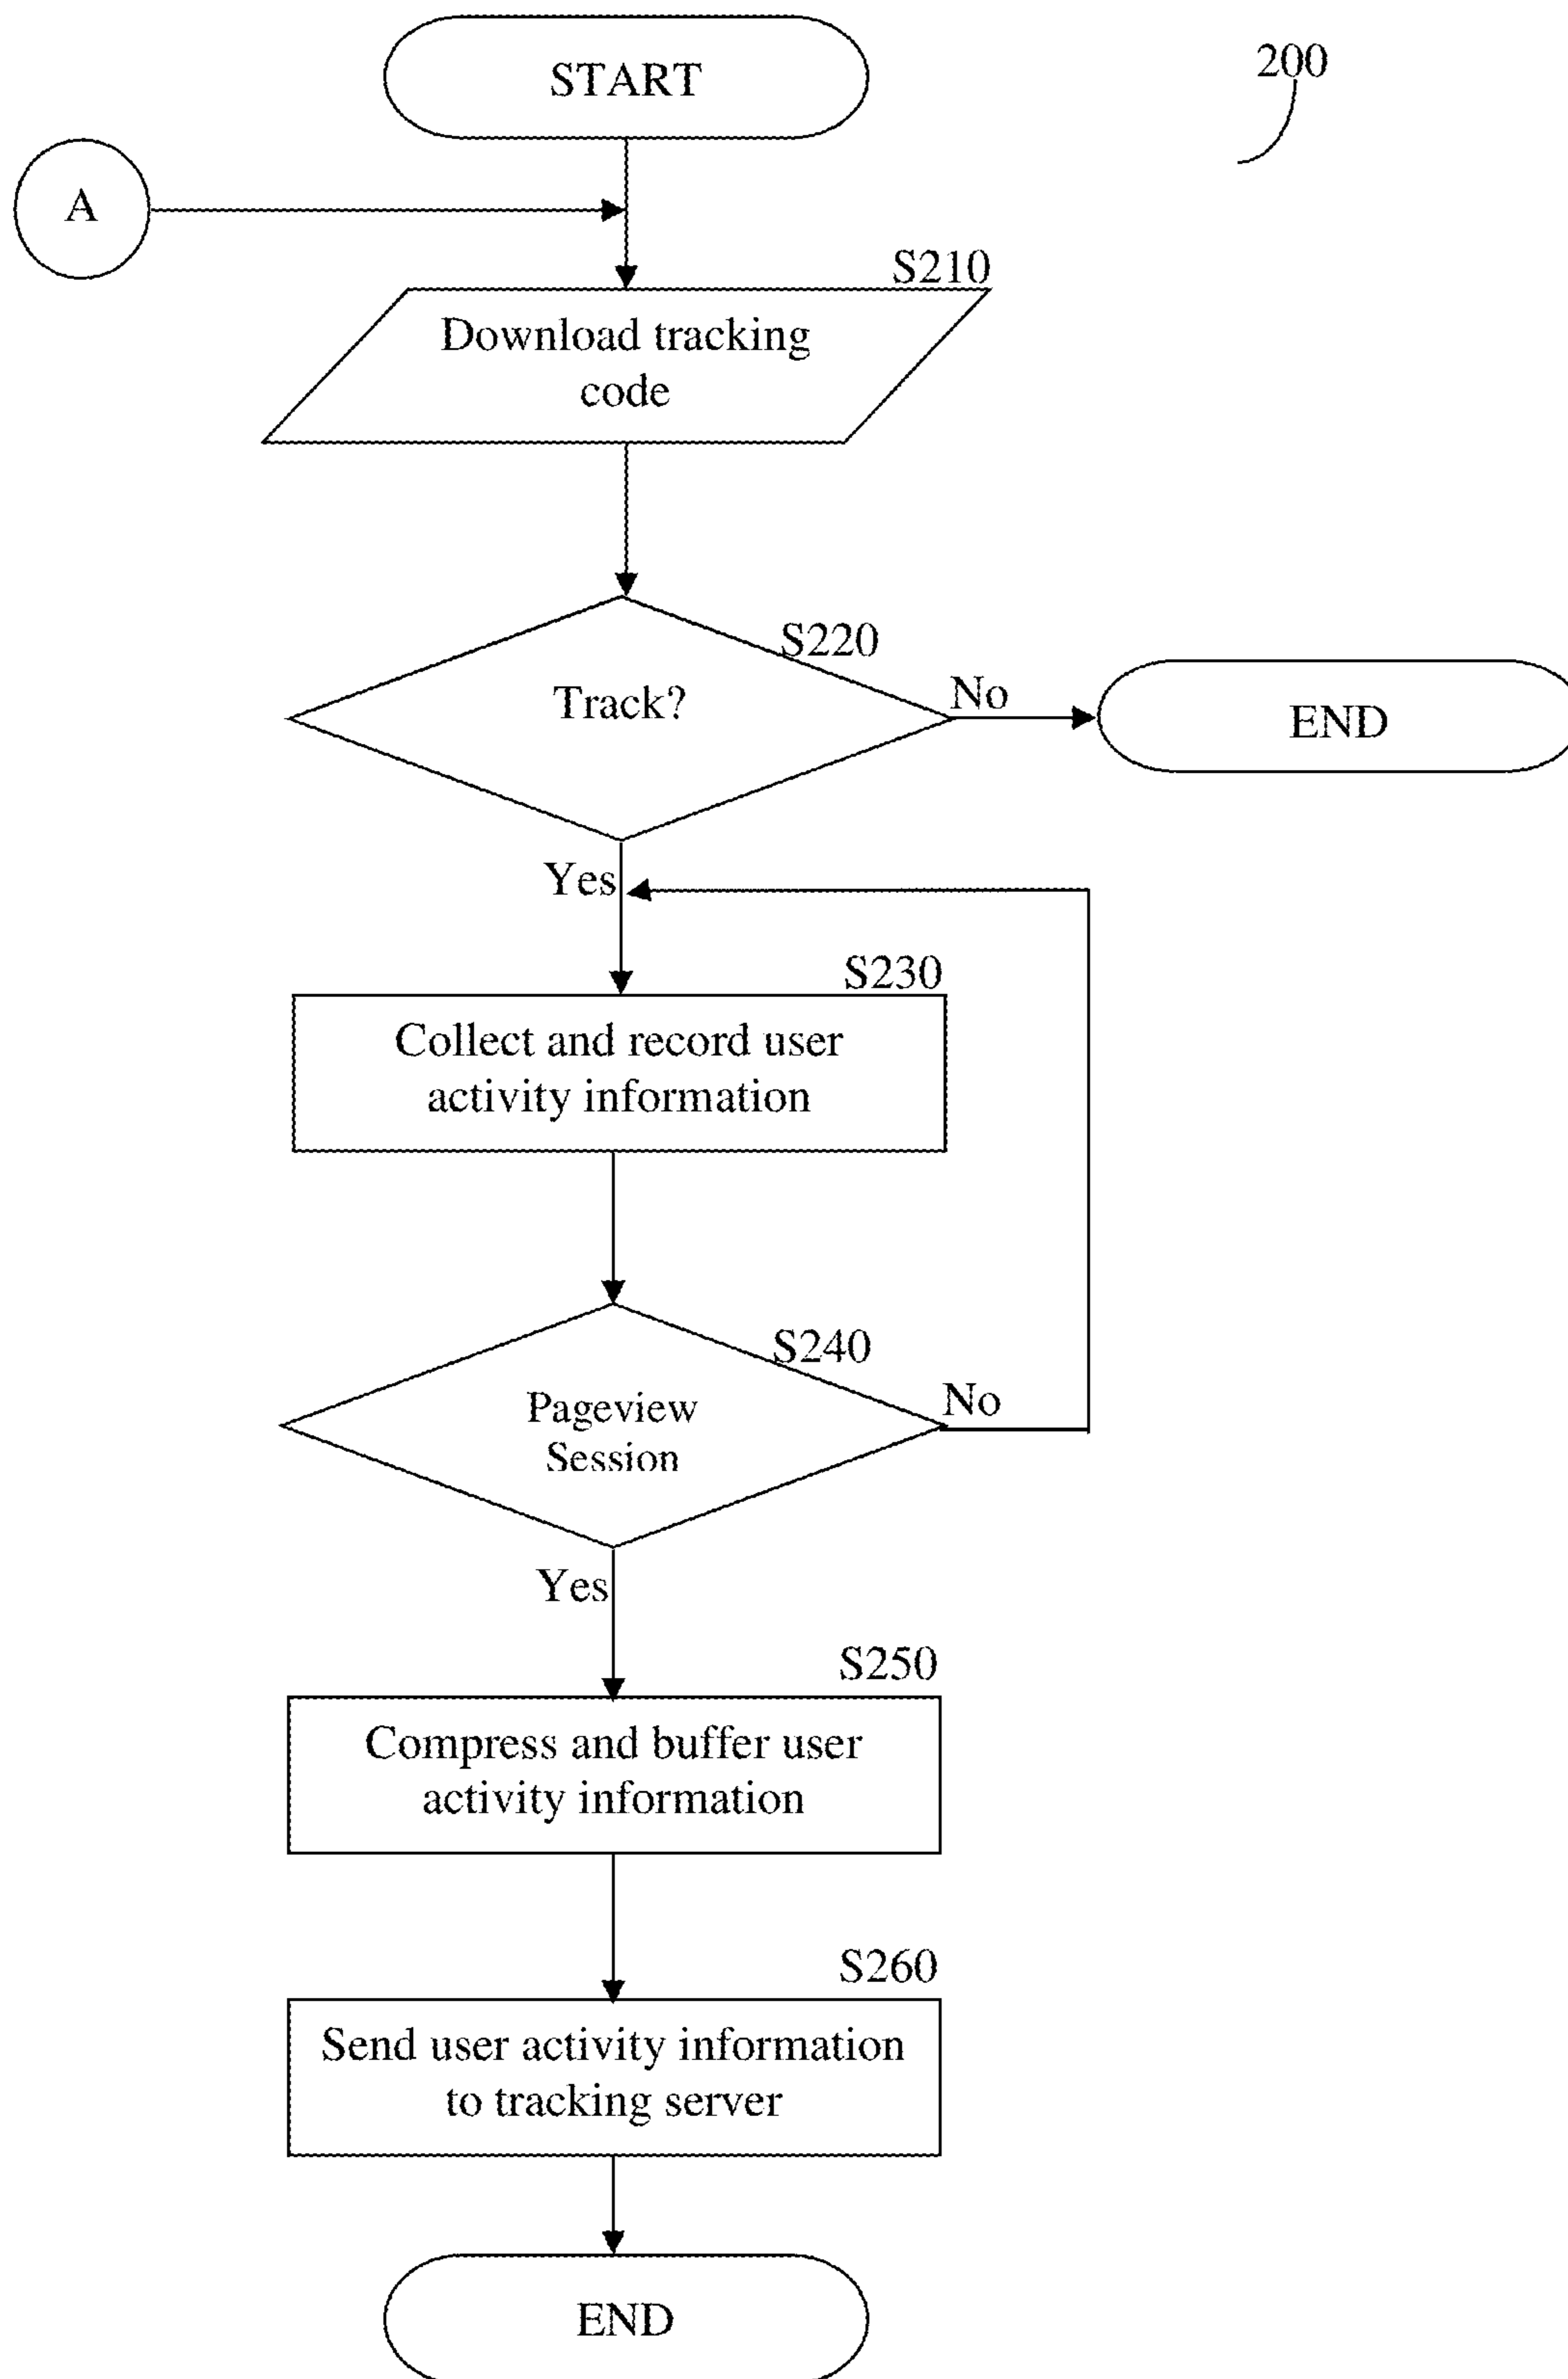 START
200
A
S210
Download tracking
code
S220
Track?
No
END
Yes
S230
Collect and record user
activity information
S240
Pageview
Session
No
Yes
S250
Compress and buffer user
activity information
S260
Send user activity information
to tracking server
END